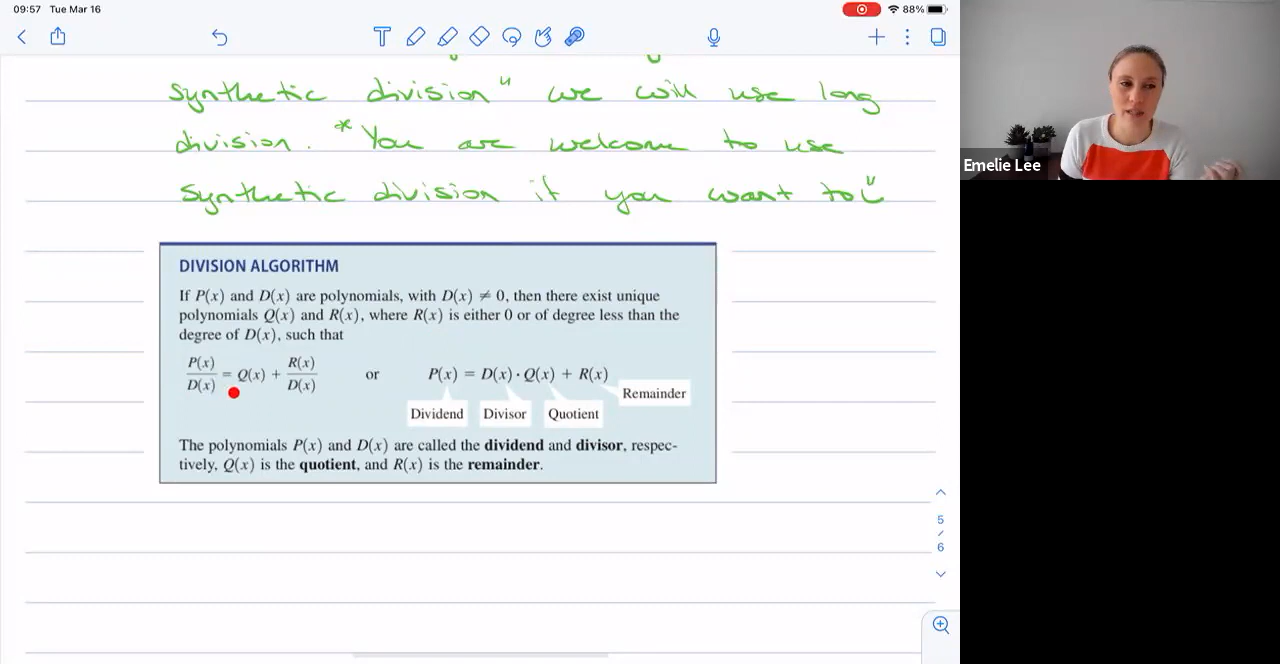 09:57 Tue Mar 16
88%
synthetic division" we will use long
division. *You are welcome to use
synthetic division if you want to
DIVISION ALGORITHM
If P(x) and D(x) are polynomials, with D(x) ≠ 0, then there exist unique
polynomials Q(x) and R(x), where R(x) is either 0 or of degree less than the
degree of D(x), such that
P(x)/D(x) = Q(x) + R(x)/D(x) or P(x) = D(x) · Q(x) + R(x)
Remainder
Dividend Divisor Quotient
The polynomials P(x) and D(x) are called the dividend and divisor, respec-
tively, Q(x) is the quotient, and R(x) is the remainder.
5
/
6
Emelie Lee